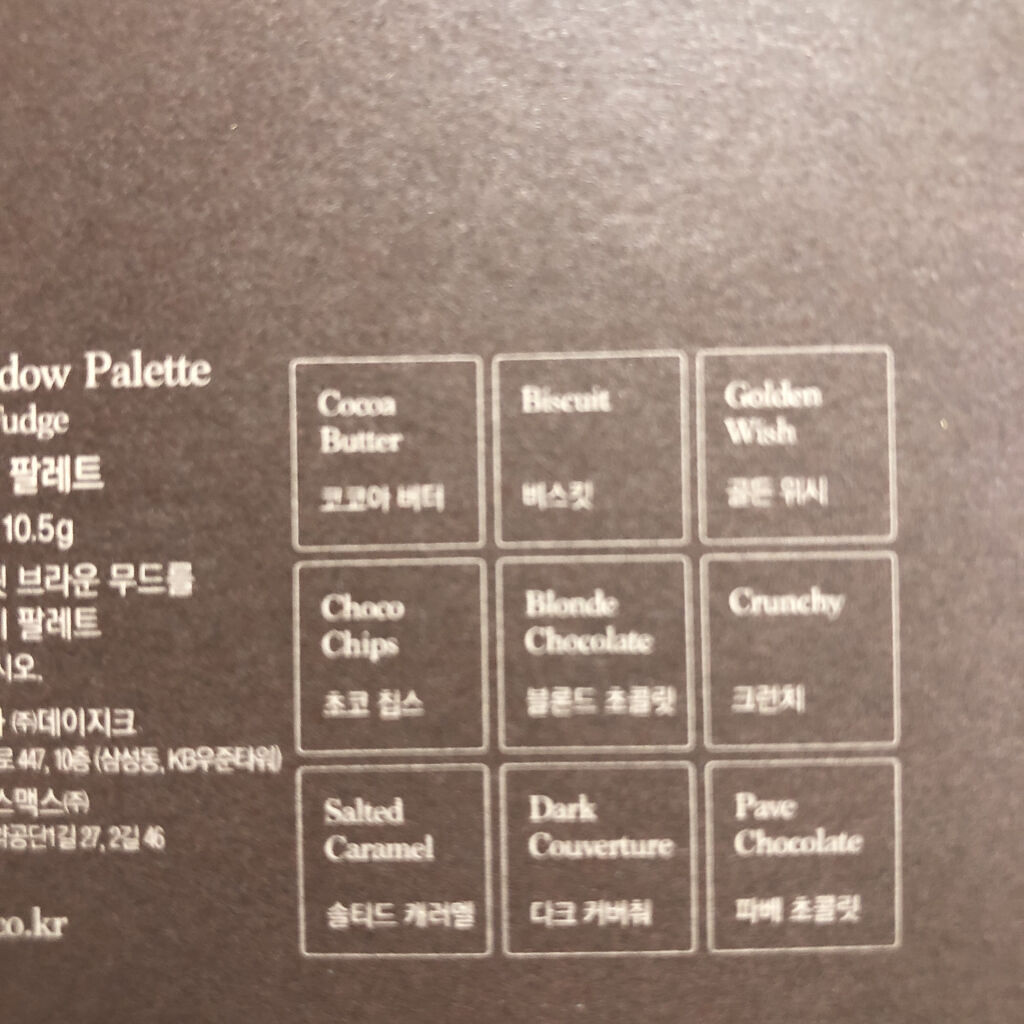 dow Palette
Fudge
팔레트
10.5g
브라운 무드를
팔레트
시오.
㈜데이지크
로 447, 10층 (삼성동, KB우준타워)
스맥스㈜
공단1길 27, 2길 46
co.kr
Cocoa
Butter
코코아 버터
Biscuit
비스킷
Golden
Wish
골든 위시
Choco
Chips
초코 칩스
Blonde
Chocolate
블론드 초콜릿
Crunchy
크런치
Salted
Caramel
솔티드 캐러멜
Dark
Couverture
다크 커버춰
Pave
Chocolate
파베 초콜릿